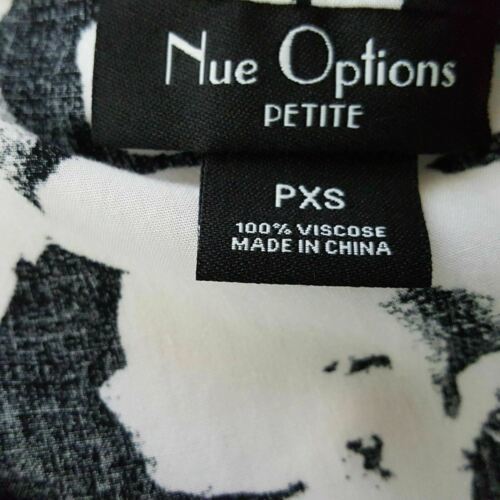 Nue Options
PETITE
PXS
100% VISCOSE
MADE IN CHINA